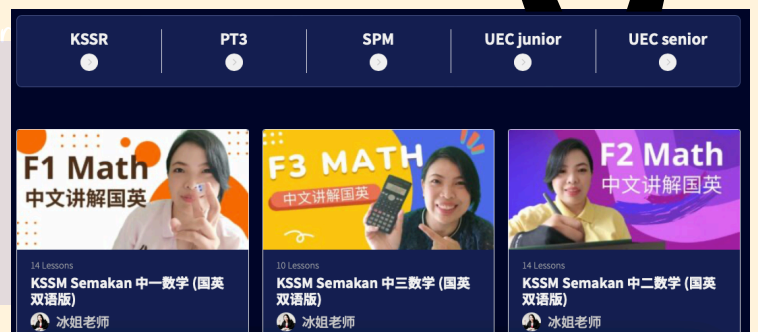 KSSR
PT3
SPM
UEC junior
UEC senior
F1 Math
中文讲解国英
F3 MATH
中文讲解国英
F2 Math
中文讲解国英
14 Lessons
KSSM Semakan 中一数学 (国英
双语版)
冰姐老师
10 Lessons
KSSM Semakan 中三数学 (国英
双语版)
冰姐老师
14 Lessons
KSSM Semakan 中二数学 (国英
双语版)
冰姐老师